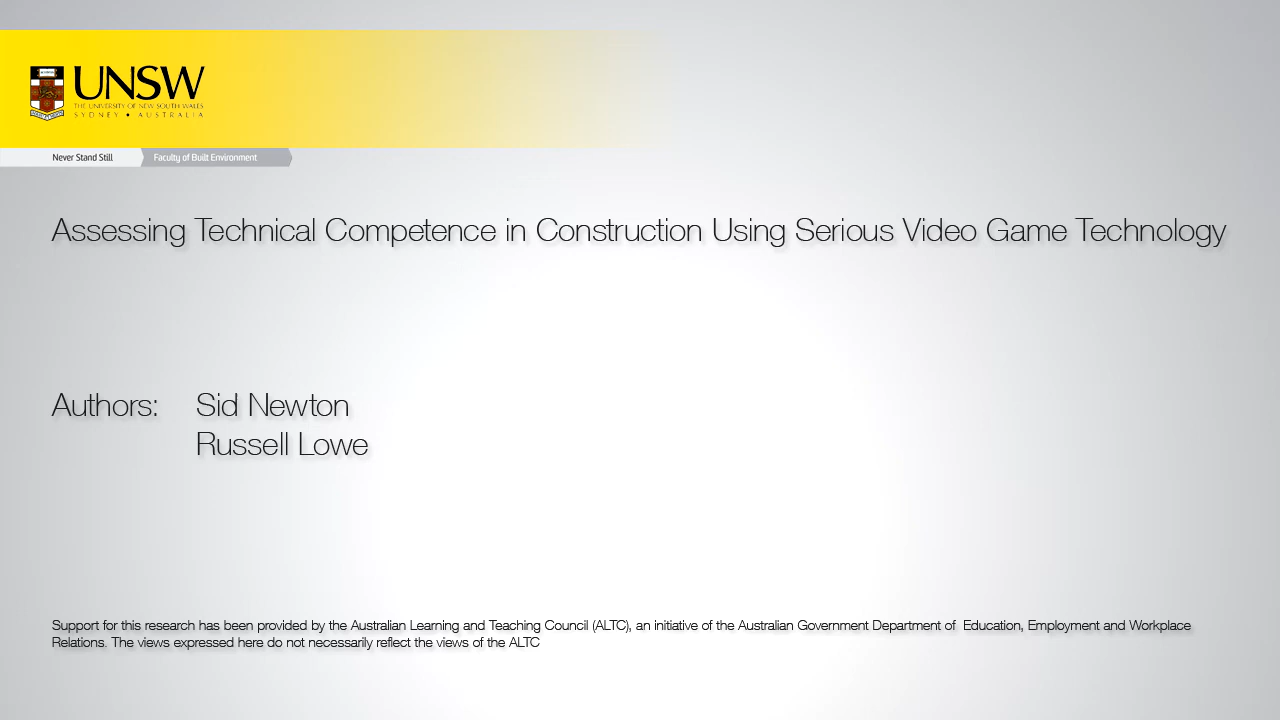 UNSW
THE UNIVERSITY OF NEW SOUTH WALES
SYDNEY • AUSTRALIA
Never Stand Still
Faculty of Built Environment
Assessing Technical Competence in Construction Using Serious Video Game Technology
Authors: Sid Newton
Russell Lowe
Support for this research has been provided by the Australian Learning and Teaching Council (ALTC), an initiative of the Australian Government Department of Education, Employment and Workplace
Relations. The views expressed here do not necessarily reflect the views of the ALTC